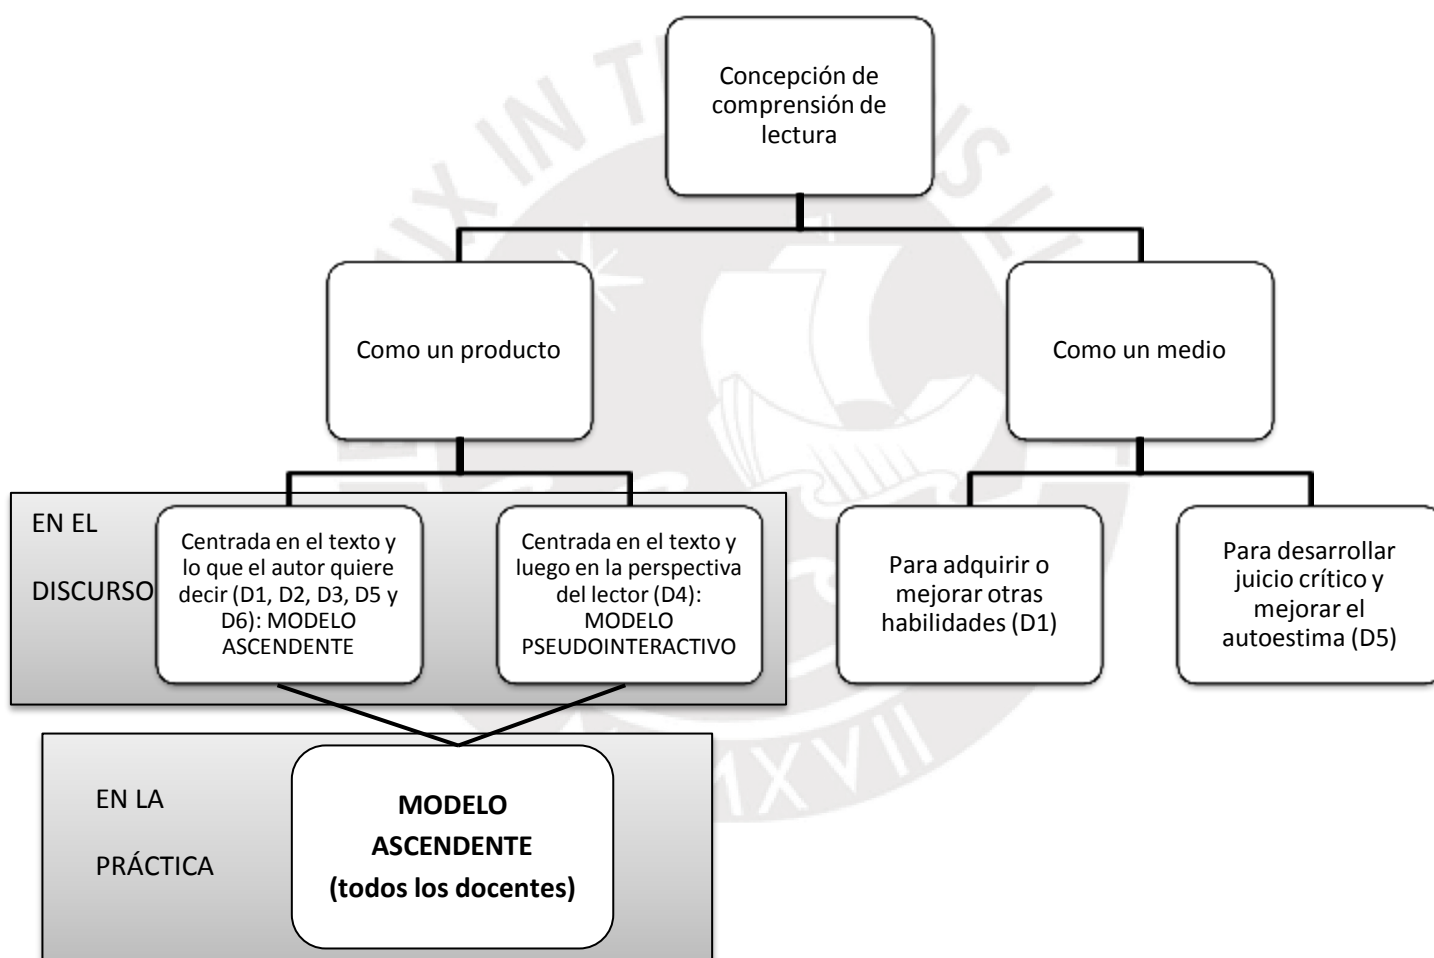 Concepción de
comprensión de
lectura
Como un producto
Como un medio
EN EL
DISCURSO
Centrada en el texto y
lo que el autor quiere
decir (D1, D2, D3, D5 y
D6): MODELO
ASCENDENTE
Centrada en el texto y
luego en la perspectiva
del lector (D4):
MODELO
PSEUDOINTERACTIVO
Para adquirir o
mejorar otras
habilidades (D1)
Para desarrollar
juicio crítico y
mejorar el
autoestima (D5)
EN LA
PRÁCTICA
MODELO
ASCENDENTE
(todos los docentes)